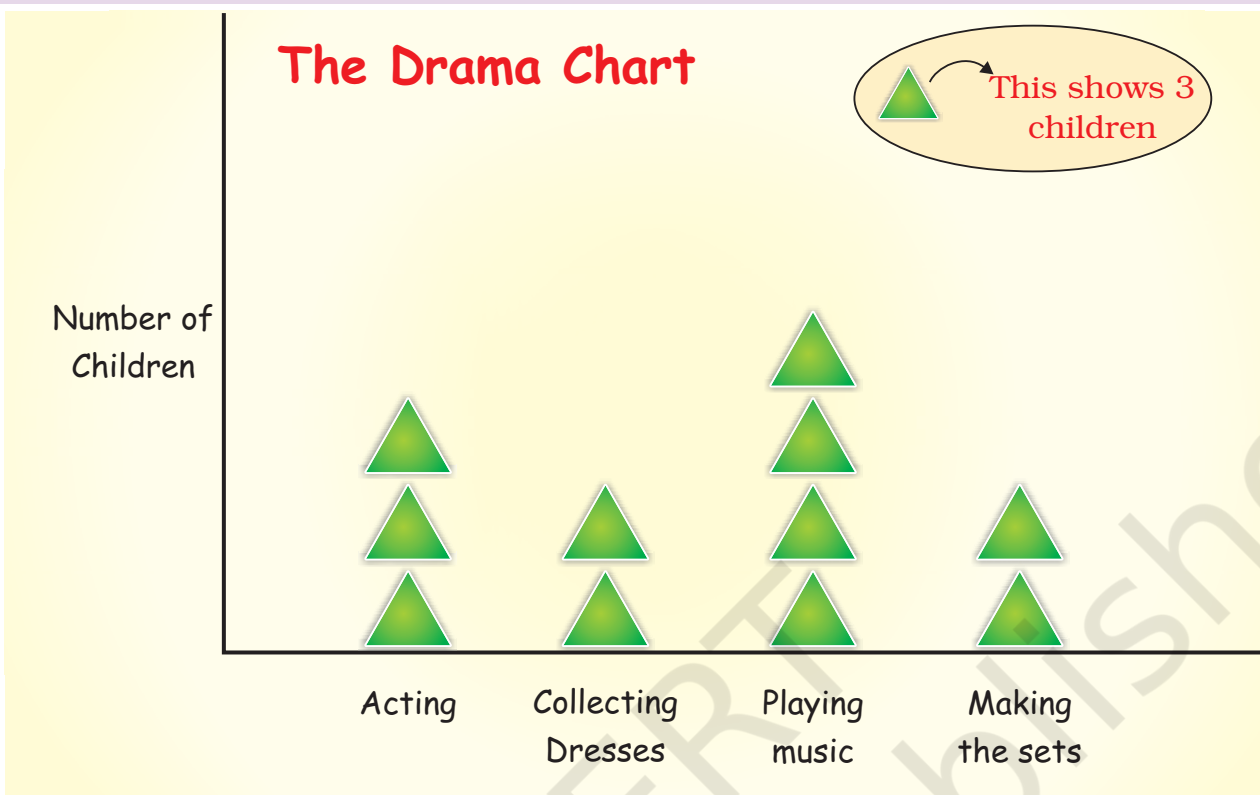 The Drama Chart
This shows 3
children
Number of
Children
Acting
Collecting
Dresses
Playing
music
Making
the sets